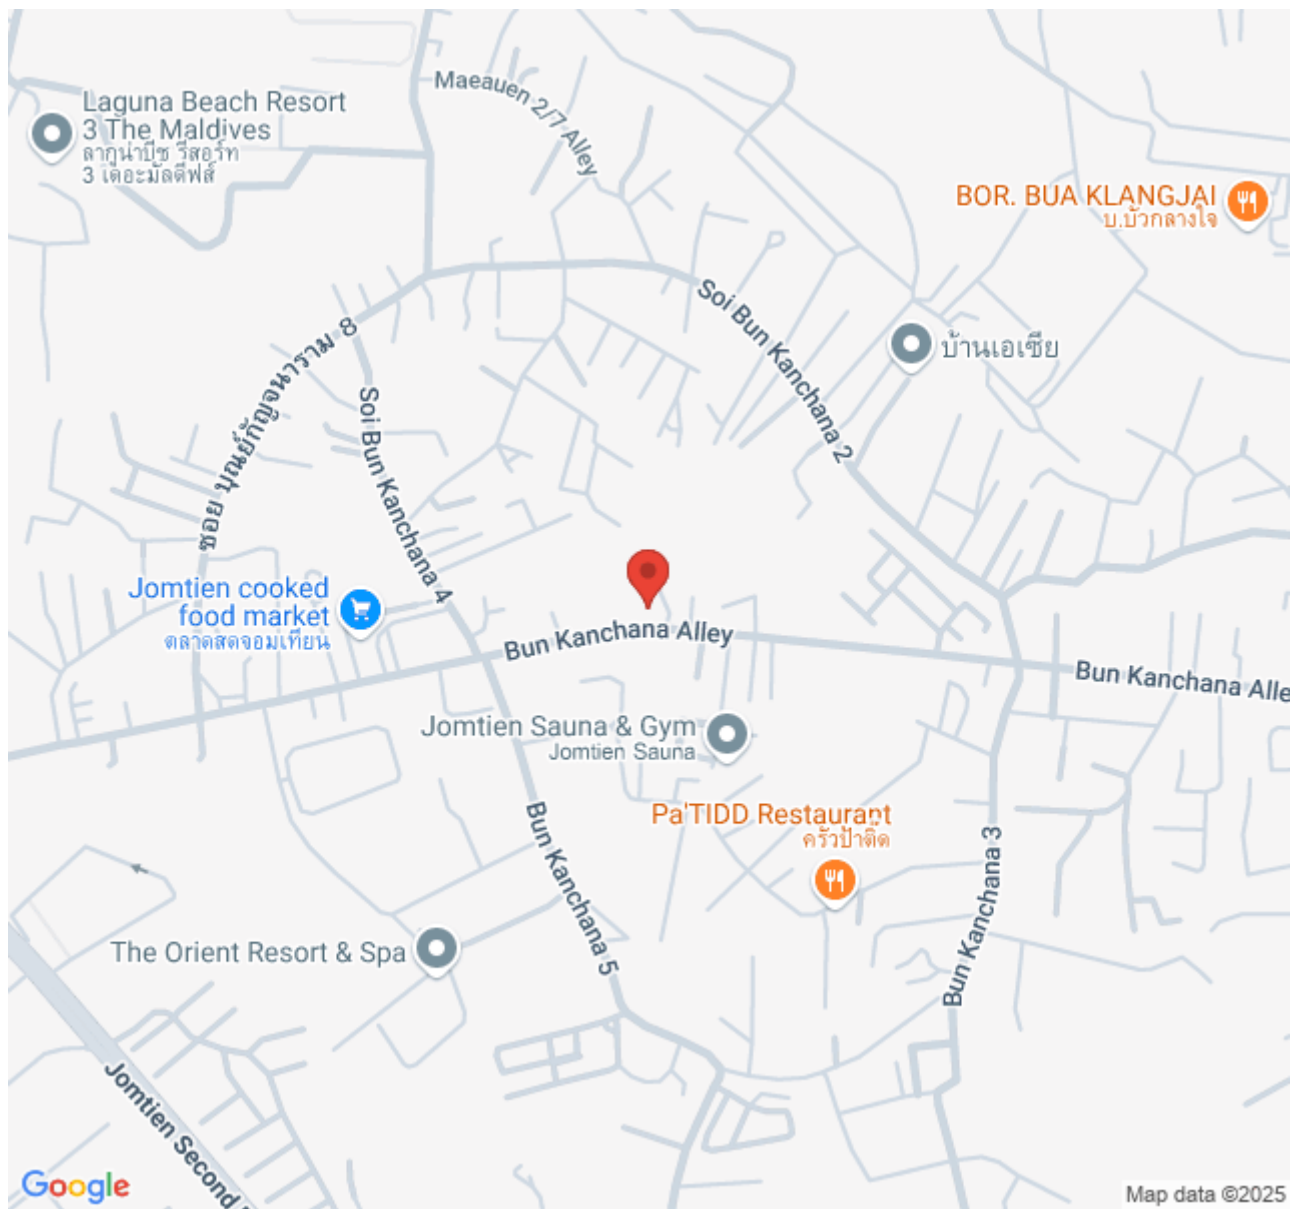 Maeauen 2/7 Alley
Laguna Beach Resort
3 The Maldives
ลากูน่าบีช รีสอร์ท
3 เดอะมัลดีฟส์
BOR. BUA KLANGJAI
บ.บัวกลางใจ
Soi Bun Kanchana 2
บ้านเอเซีย
ซอย บุณย์กัญจนาราม 8
Soi Bun Kanchana 4
Jomtien cooked
food market
ตลาดสดจอมเทียน
Bun Kanchana Alley
Bun Kanchana Alle
Jomtien Sauna & Gym
Jomtien Sauna
Pa'TIDD Restaurant
ครัวป้าติ๊ด
Bun Kanchana 5
Bun Kanchana 3
The Orient Resort & Spa
Jomtien Second
Google
Map data ©2025